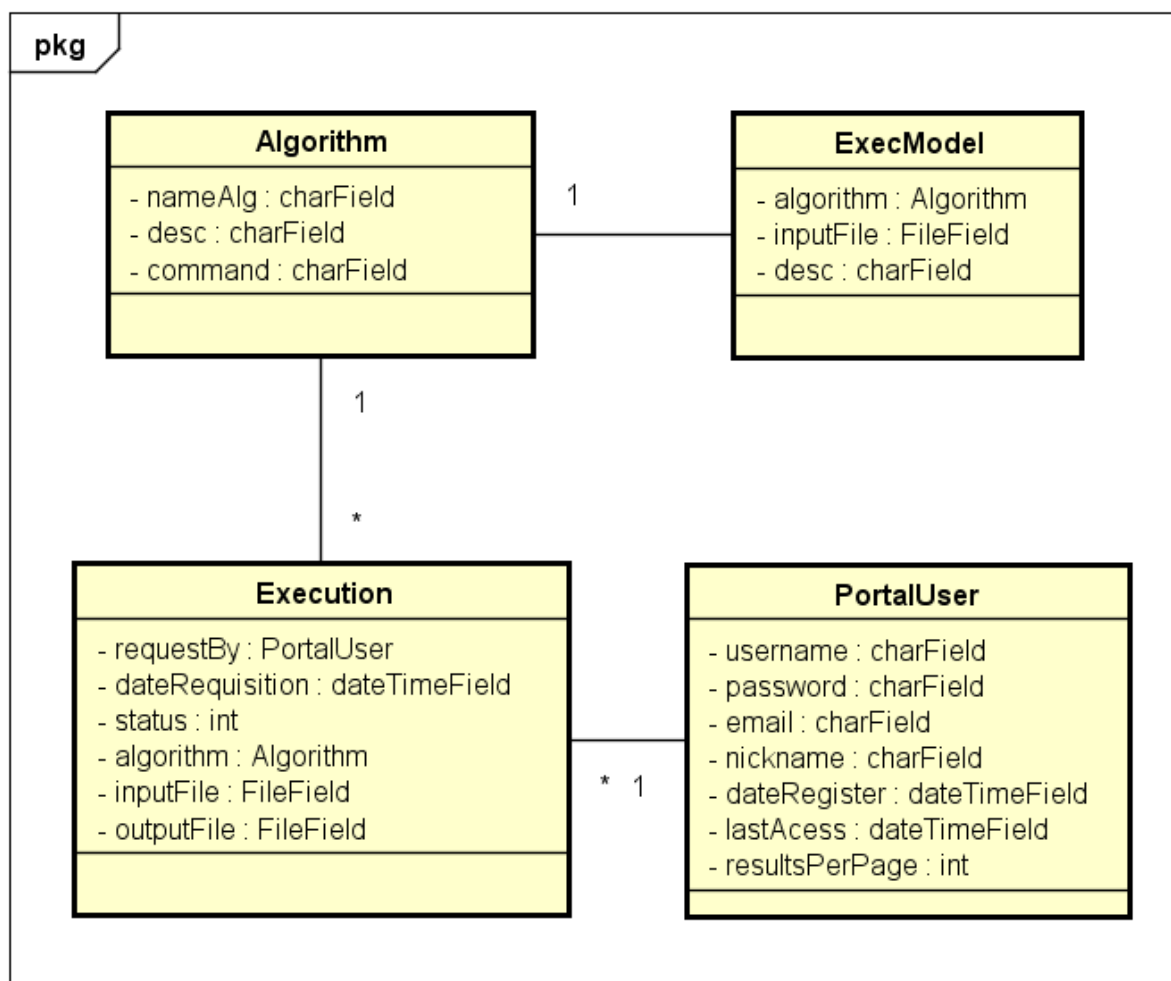 pkg
Algorithm
- nameAlg : charField
- desc : charField
- command : charField
1
ExecModel
- algorithm : Algorithm
- inputFile : FileField
- desc : charField
1
*
Execution
- requestBy : PortalUser
- dateRequisition : dateTimeField
- status : int
- algorithm : Algorithm
- inputFile : FileField
- outputFile : FileField
* 1
PortalUser
- username : charField
- password : charField
- email : charField
- nickname : charField
- dateRegister : dateTimeField
- lastAcess : dateTimeField
- resultsPerPage : int